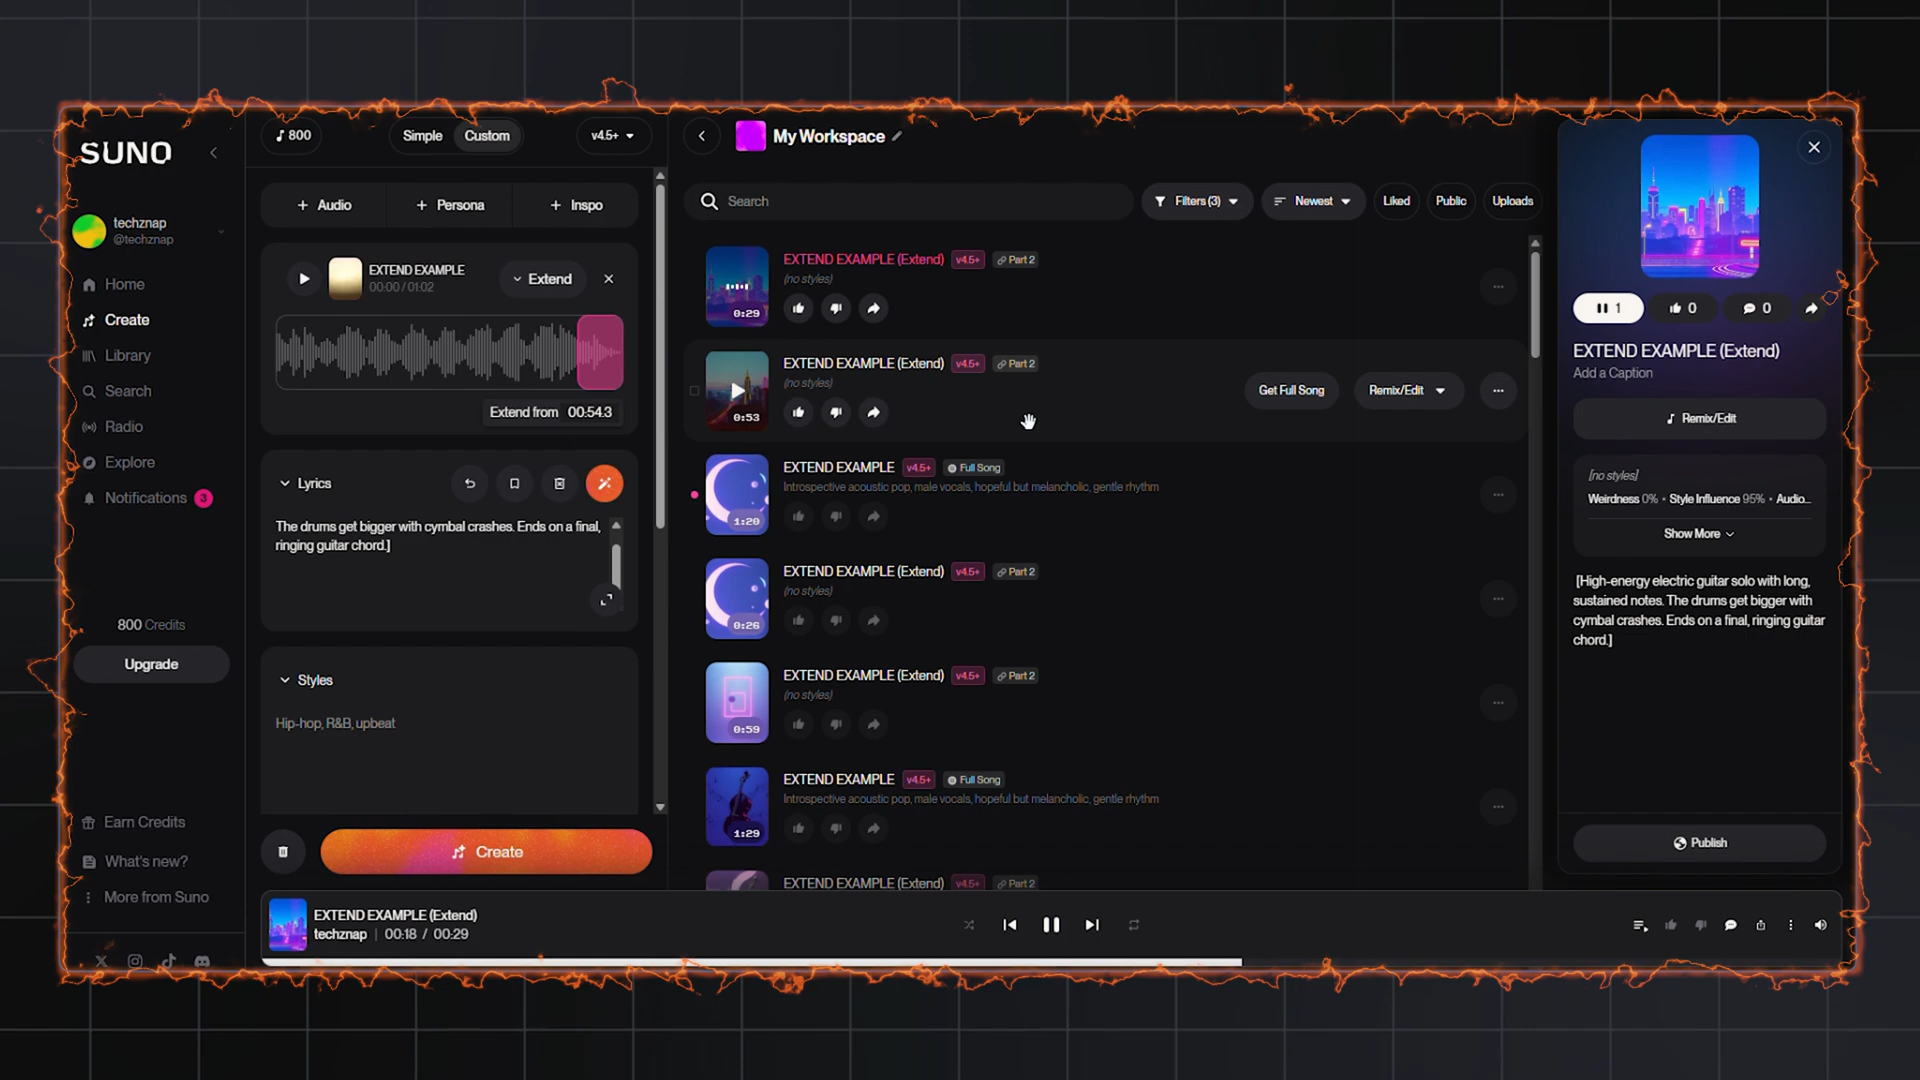 SUNO
techznap
@techznap
Home
Create
Library
Search
Radio
Explore
Notifications 3
800 Credits
Upgrade
Earn Credits
What's new?
More from Suno
800
Simple
Custom
v4.5+
+ Audio
+ Persona
+ Inspo
EXTEND EXAMPLE
00:00 / 01:02
Extend
Extend from 00:54.3
Lyrics
The drums get bigger with cymbal crashes. Ends on a final,
ringing guitar chord.]
Styles
Hip-hop, R&B, upbeat
Create
My Workspace
Search
Filters (3)
Newest
Liked
Public
Uploads
EXTEND EXAMPLE (Extend) v4.5+ Part 2
(no styles)
0:29
EXTEND EXAMPLE (Extend) v4.5+ Part 2
(no styles)
0:53
Get Full Song
Remix/Edit
EXTEND EXAMPLE v4.5+ Full Song
Introspective acoustic pop, male vocals, hopeful but melancholic, gentle rhythm
1:20
EXTEND EXAMPLE (Extend) v4.5+ Part 2
(no styles)
0:26
EXTEND EXAMPLE (Extend) v4.5+ Part 2
(no styles)
0:59
EXTEND EXAMPLE v4.5+ Full Song
Introspective acoustic pop, male vocals, hopeful but melancholic, gentle rhythm
1:29
EXTEND EXAMPLE (Extend) v4.5+ Part 2
1
0
0
EXTEND EXAMPLE (Extend)
Add a Caption
Remix/Edit
[no styles]
Weirdness 0% • Style Influence 95% • Audio...
Show More
[High-energy electric guitar solo with long,
sustained notes. The drums get bigger with
cymbal crashes. Ends on a final, ringing guitar
chord.]
Publish
EXTEND EXAMPLE (Extend)
techznap | 00:18 / 00:29